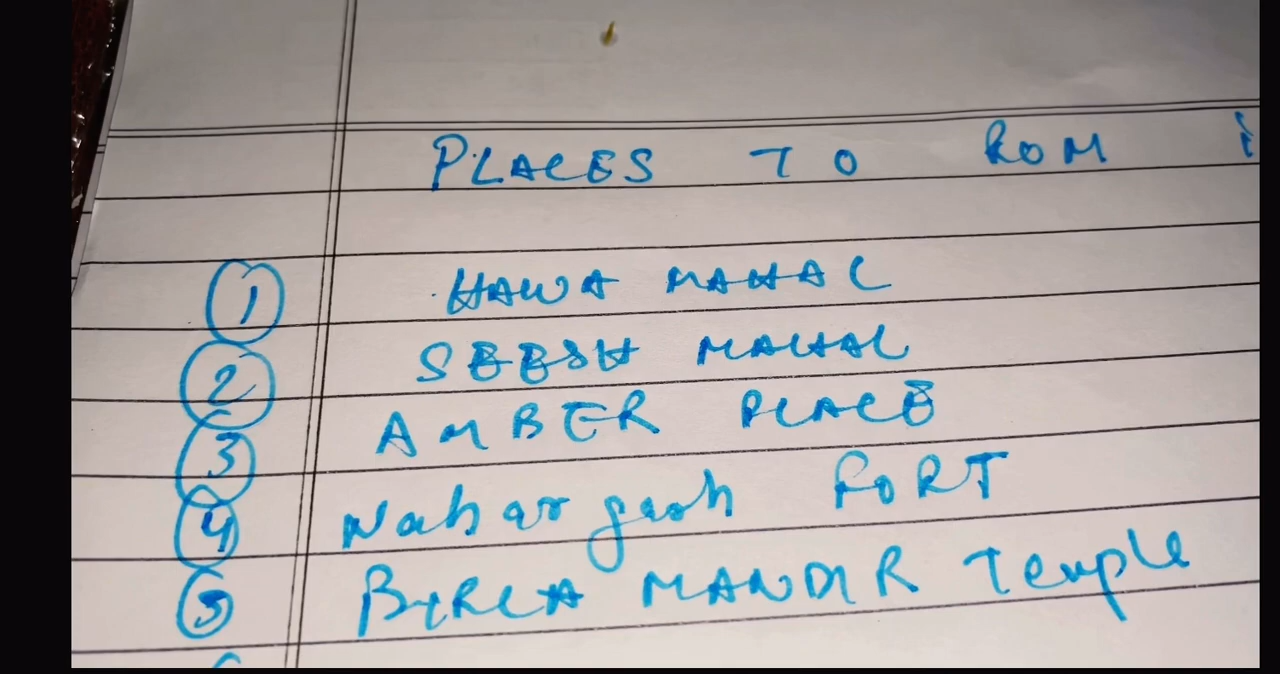 PLACES TO ROM i
1 HAWA MAHAL
2 SEESH MAHAL
3 AMBER PLACE
4 Nahargarh FORT
5 BIRLA MANDIR Temple